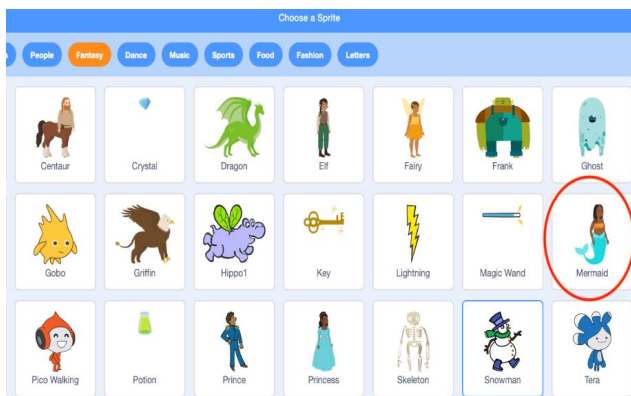 Choose a Sprite
People Fantasy Dance Music Sports Food Fashion Letters
Centaur Crystal Dragon Elf Fairy Frank Ghost
Gobo Griffin Hippo1 Key Lightning Magic Wand Mermaid
Pico Walking Potion Prince Princess Skeleton Snowman Tera